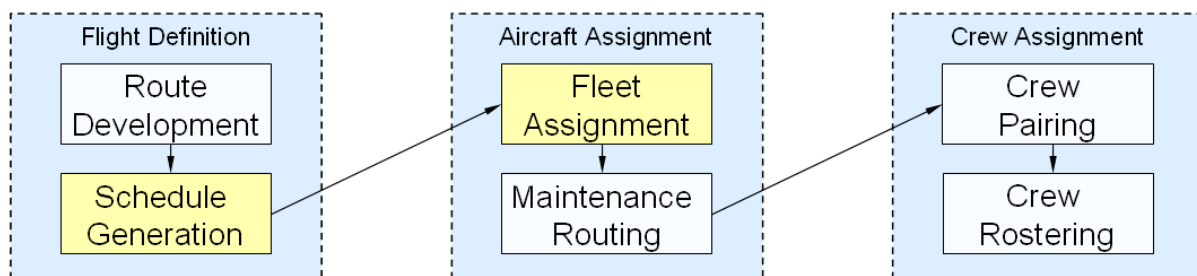 Flight Definition
Route
Development
Schedule
Generation
Aircraft Assignment
Fleet
Assignment
Maintenance
Routing
Crew Assignment
Crew
Pairing
Crew
Rostering